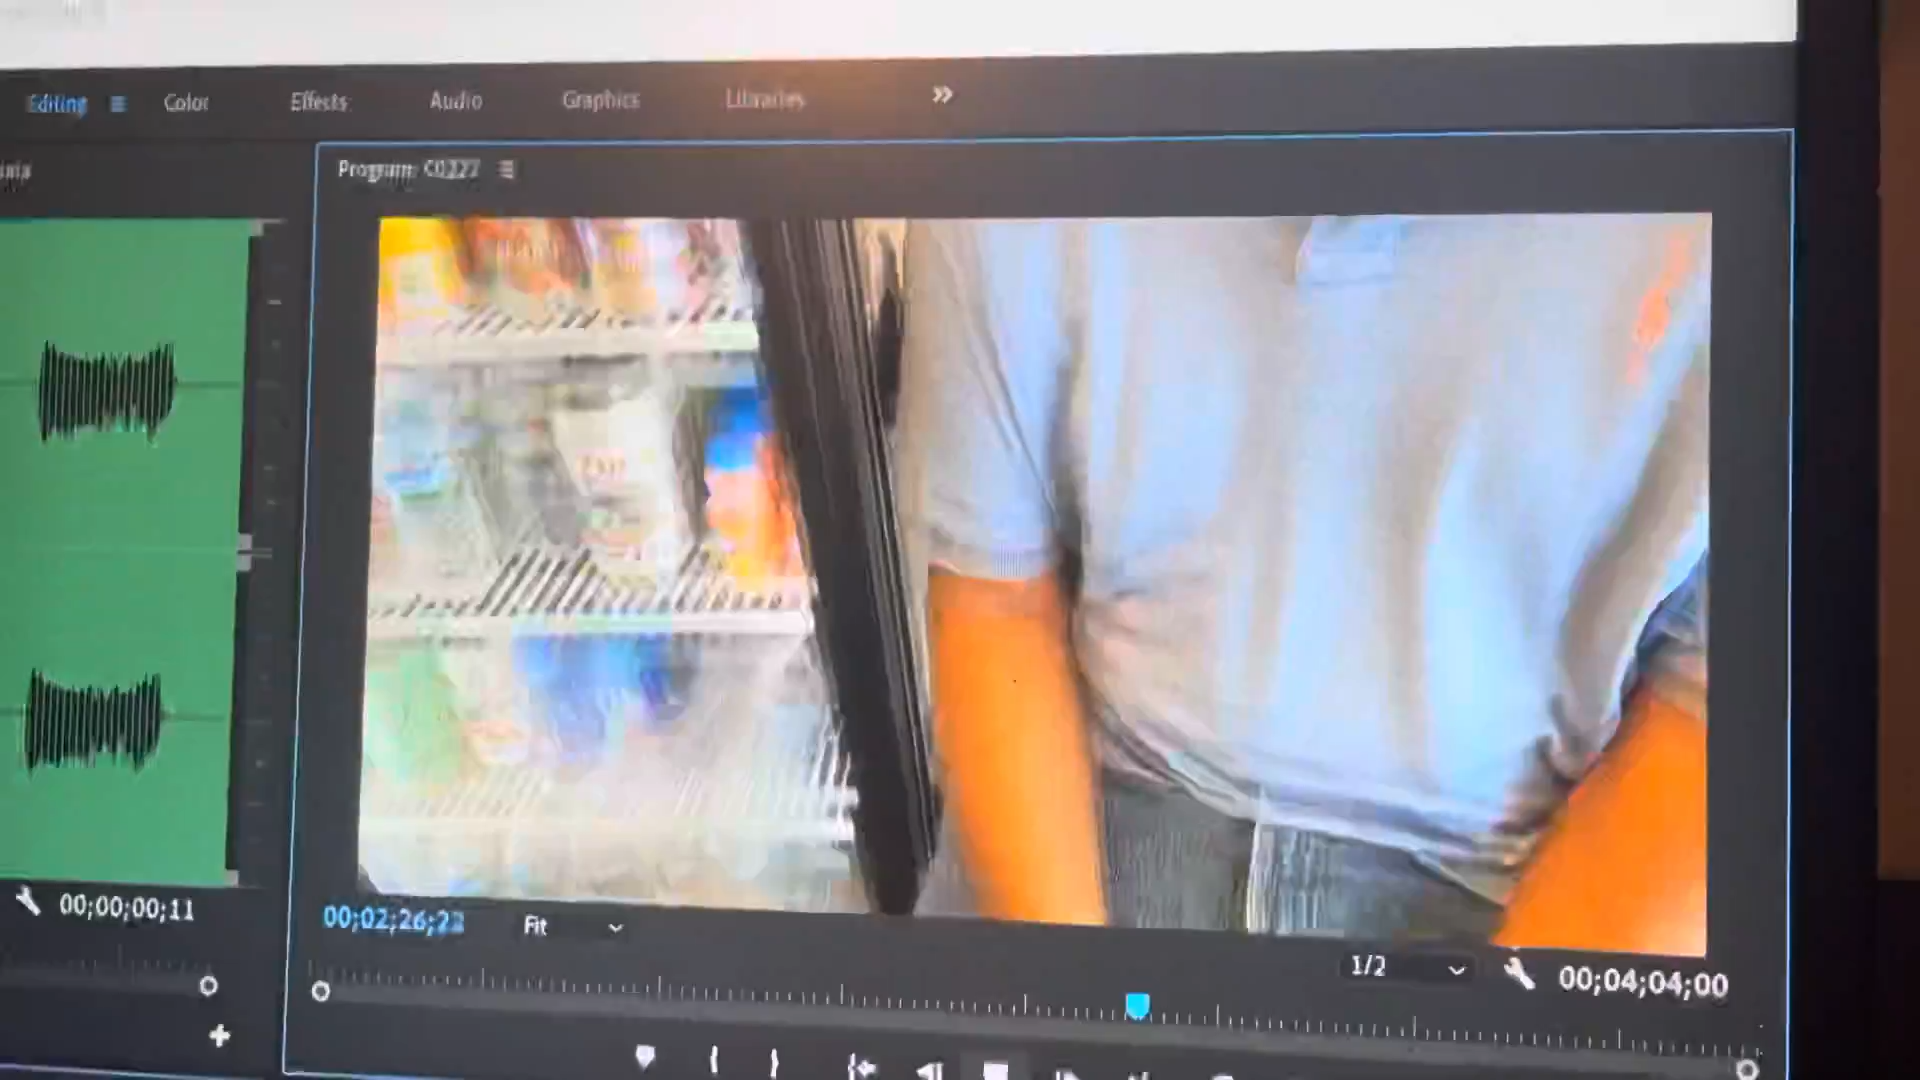 Editing Color Effects Audio Graphics Libraries
Program: C0227
00;00;00;11
00;02;26;22
Fit
1/2
00;04;04;00